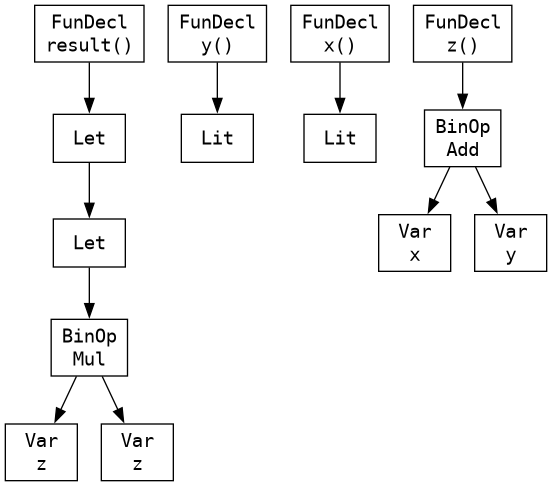 FunDecl
result()
FunDecl
y()
FunDecl
x()
FunDecl
z()
Let
Lit
Lit
BinOp
Add
Let
Var
x
Var
y
BinOp
Mul
Var
z
Var
z